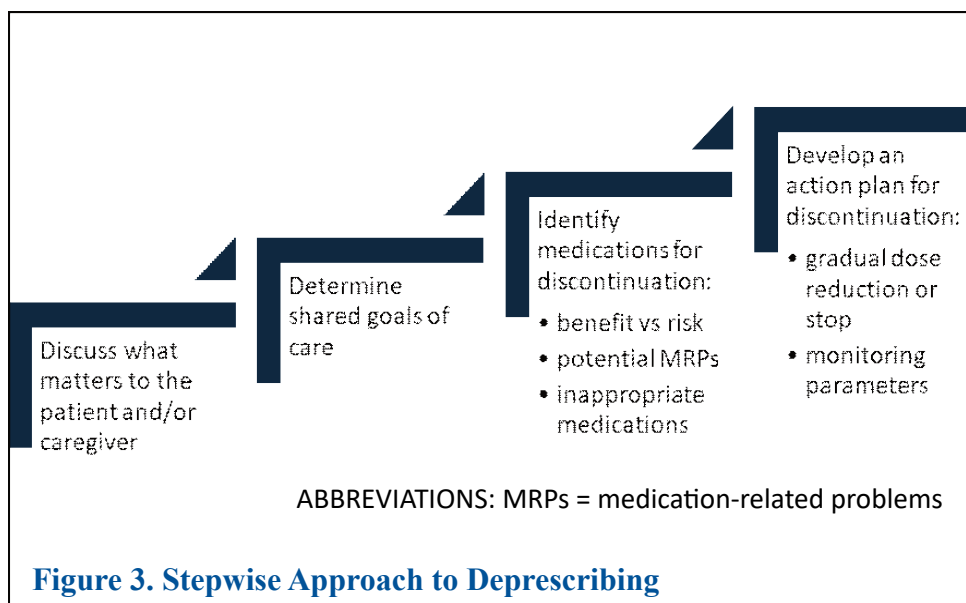 Discuss what
matters to the
patient and/or
caregiver
Determine
shared goals of
care
Identify
medications for
discontinuation:
• benefit vs risk
• potential MRPs
• inappropriate
medications
Develop an
action plan for
discontinuation:
• gradual dose
reduction or
stop
• monitoring
parameters
ABBREVIATIONS: MRPs = medication-related problems
Figure 3. Stepwise Approach to Deprescribing